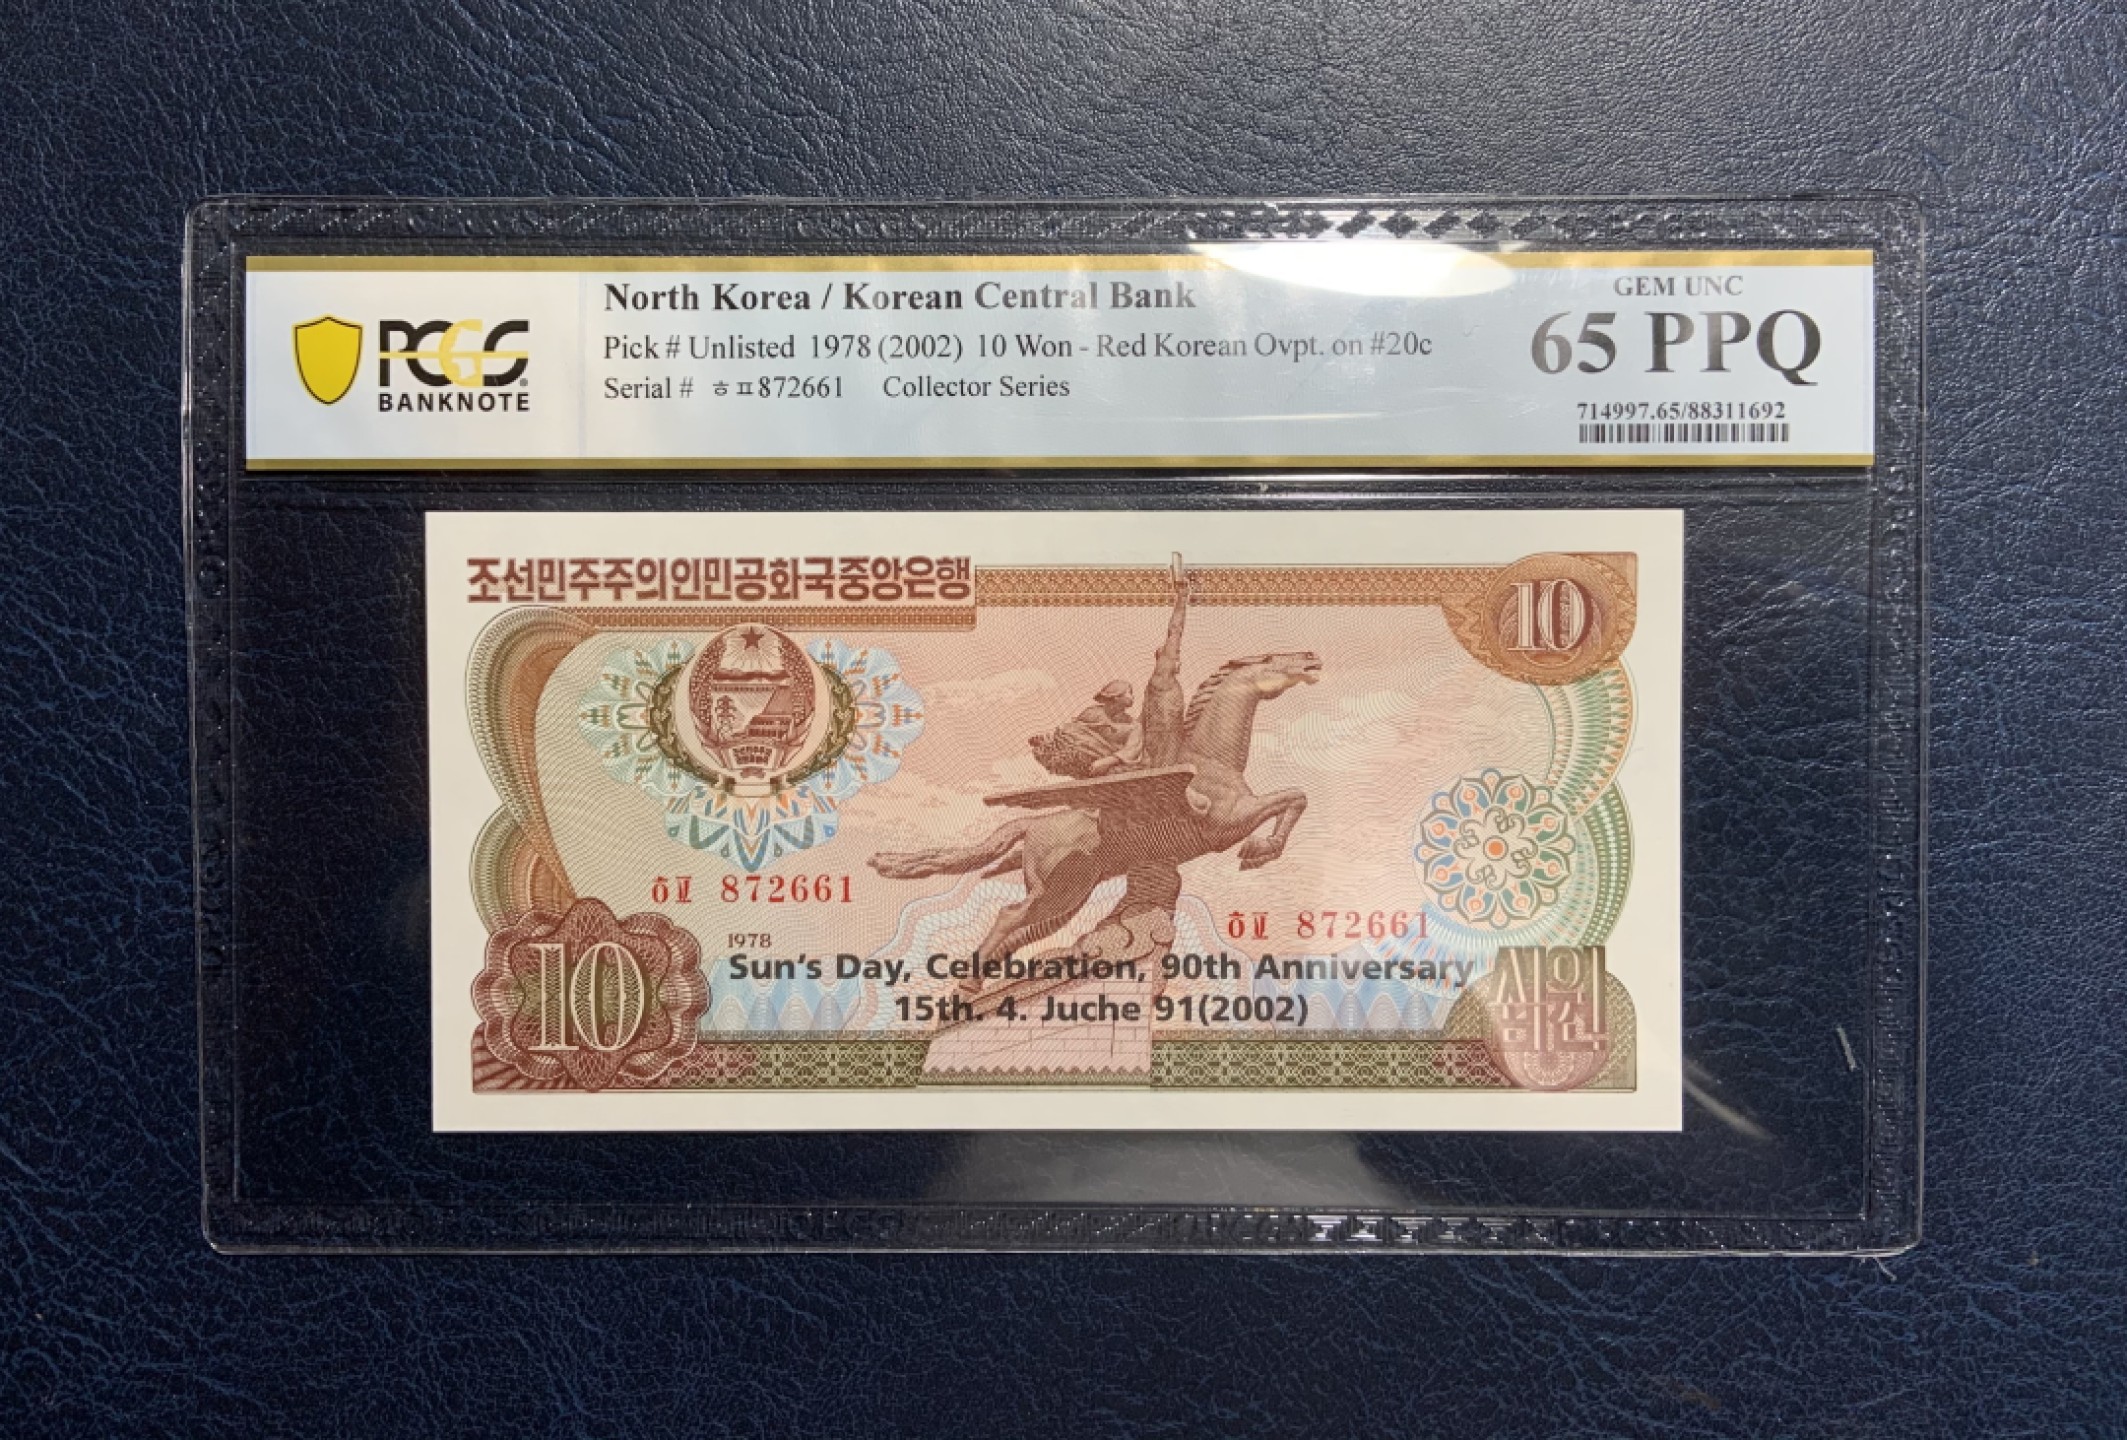 PCGS
BANKNOTE
North Korea / Korean Central Bank
Pick # Unlisted 1978 (2002) 10 Won - Red Korean Ovpt. on #20c
Serial # ㅎㅍ872661 Collector Series
GEM UNC
65 PPQ
714997.65/88311692
조선민주주의인민공화국중앙은행
10
ㅎㅍ 872661
ㅎㅍ 872661
1978
Sun's Day, Celebration, 90th Anniversary
15th. 4. Juche 91(2002)
10